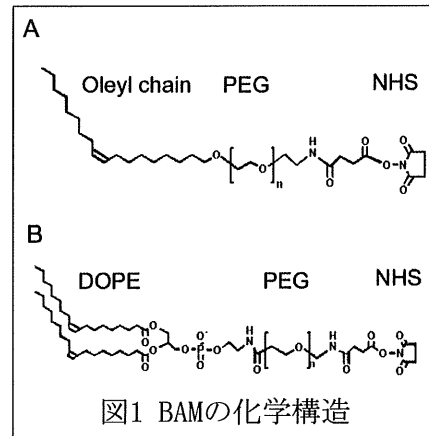 A
Oleyl chain PEG NHS
O [ O ] n H N O O O N O O
B
DOPE PEG NHS
O O O O O P O O⁻ O H N O [ O ] n H N O O O N O O
図1 BAMの化学構造